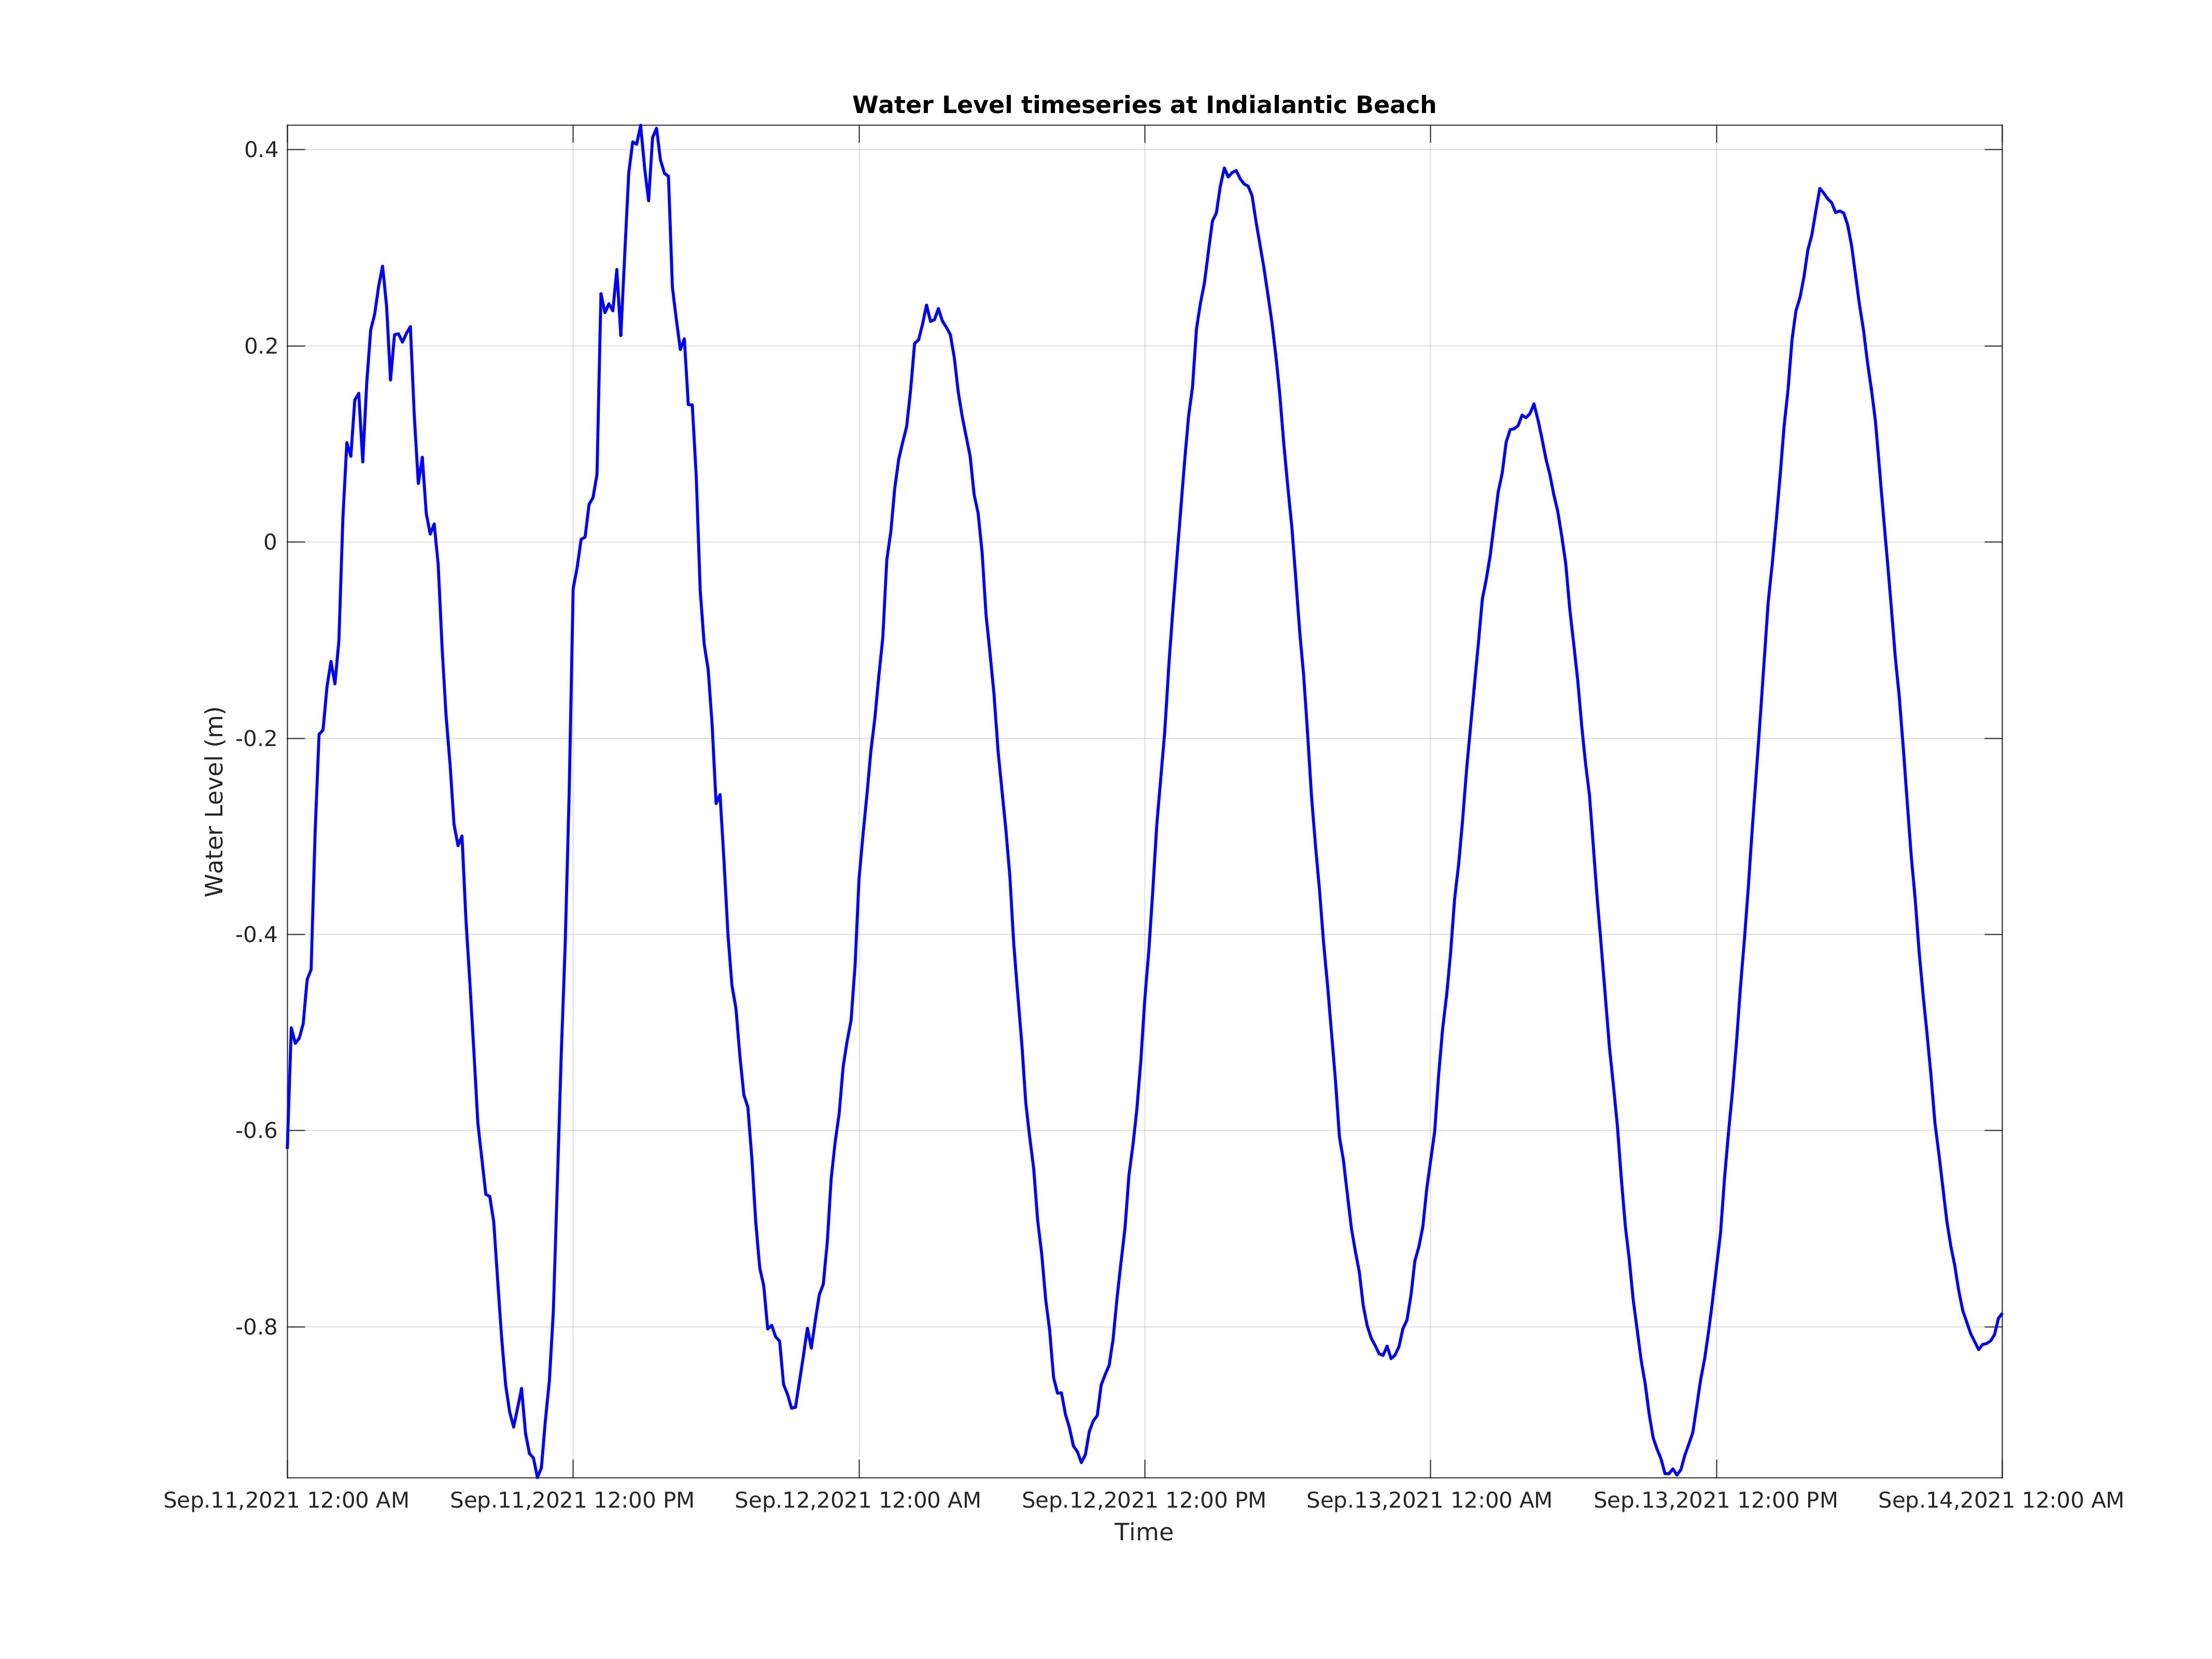 Water Level timeseries at Indialantic Beach
0.4
0.2
0
-0.2
-0.4
-0.6
-0.8
Water Level (m)
Sep.11,2021 12:00 AM
Sep.11,2021 12:00 PM
Sep.12,2021 12:00 AM
Sep.12,2021 12:00 PM
Sep.13,2021 12:00 AM
Sep.13,2021 12:00 PM
Sep.14,2021 12:00 AM
Time